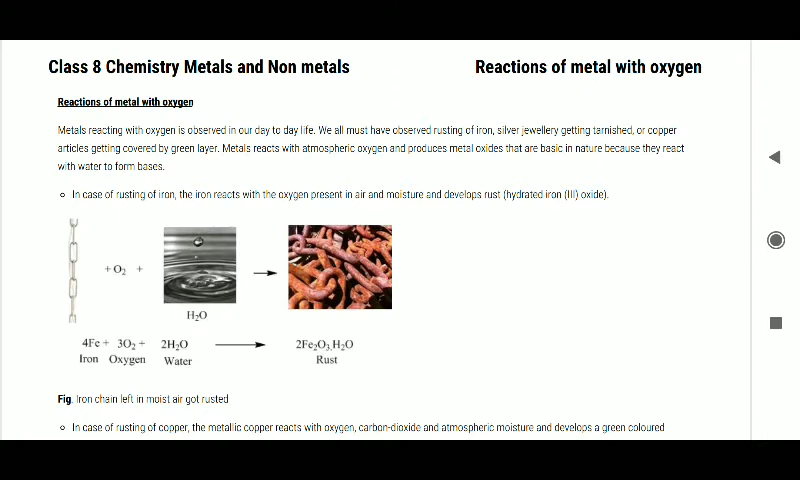 Class 8 Chemistry Metals and Non metals
Reactions of metal with oxygen
Reactions of metal with oxygen
Metals reacting with oxygen is observed in our day to day life. We all must have observed rusting of iron, silver jewellery getting tarnished, or copper
articles getting covered by green layer. Metals reacts with atmospheric oxygen and produces metal oxides that are basic in nature because they react
with water to form bases.
In case of rusting of iron, the iron reacts with the oxygen present in air and moisture and develops rust (hydrated iron (III) oxide).
+ O₂ +
H₂O
4Fe + 3O₂ + 2H₂O 2Fe₂O₃.H₂O
Iron Oxygen Water Rust
Fig. Iron chain left in moist air got rusted
In case of rusting of copper, the metallic copper reacts with oxygen, carbon-dioxide and atmospheric moisture and develops a green coloured